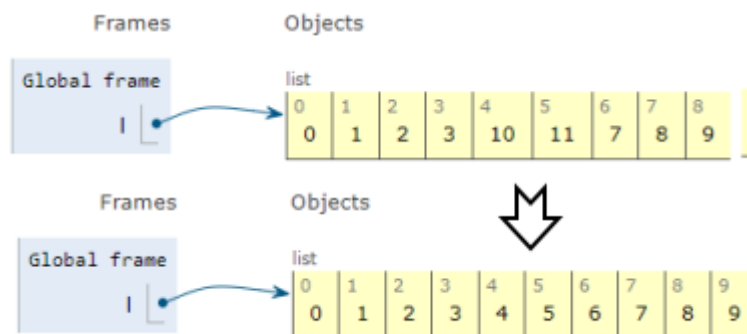 Frames Objects
Global frame list
0 1 2 3 4 5 6 7 8
l 0 1 2 3 10 11 7 8 9
Frames Objects
Global frame list
0 1 2 3 4 5 6 7 8 9
l 0 1 2 3 4 5 6 7 8 9